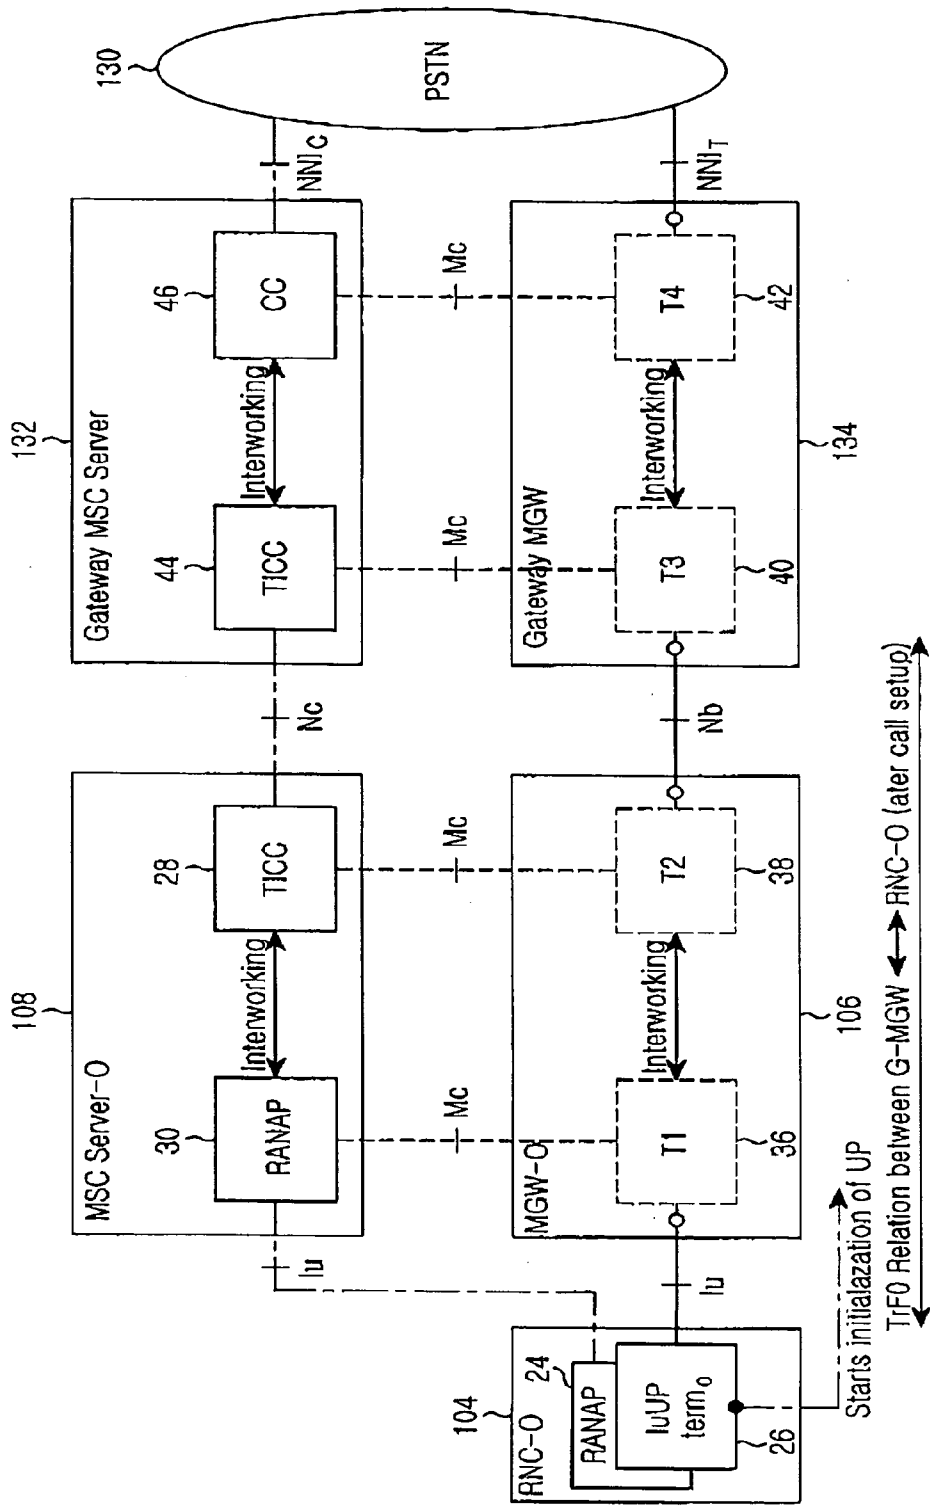 130
PSTN
NNIC
NNIT
132
Gateway MSC Server
44
TICC
Interworking
46
CC
Mc
Mc
Gateway MGW
T3
40
Interworking
T4
42
134
Nc
Nb
108
MSC Server-O
30
RANAP
Interworking
28
TICC
Mc
Mc
MGW-O
T1
36
Interworking
T2
38
106
Iu
Iu
104
RNC-O
24
RANAP
IuUP
termo
26
Starts initialazation of UP
TrFO Relation between G-MGW RNC-O (ater call setup)